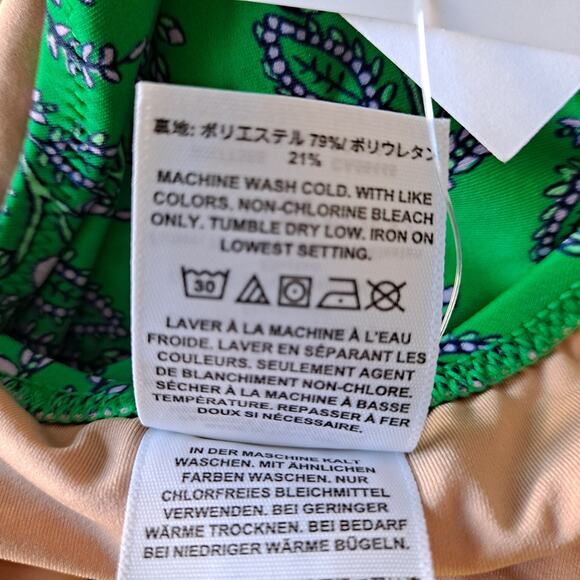 裏地: ポリエステル 79%/ ポリウレタン
21%
MACHINE WASH COLD. WITH LIKE
COLORS. NON-CHLORINE BLEACH
ONLY. TUMBLE DRY LOW. IRON ON
LOWEST SETTING.
30
LAVER À LA MACHINE À L'EAU
FROIDE. LAVER EN SÉPARANT LES
COULEURS. SEULEMENT AGENT
DE BLANCHIMENT NON-CHLORE.
SÉCHER À LA MACHINE À BASSE
TEMPÉRATURE. REPASSER À FER
DOUX SI NÉCESSAIRE.
IN DER MASCHINE KALT
WASCHEN. MIT ÄHNLICHEN
FARBEN WASCHEN. NUR
CHLORFREIES BLEICHMITTEL
VERWENDEN. BEI GERINGER
WÄRME TROCKNEN. BEI BEDARF
BEI NIEDRIGER WÄRME BÜGELN.